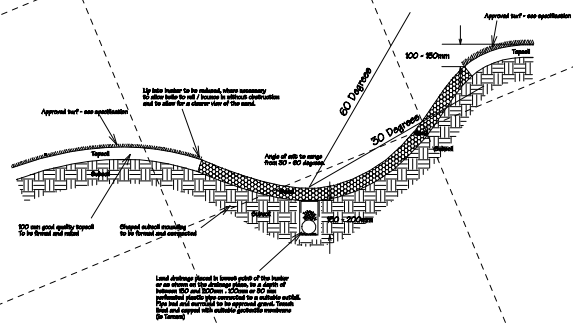 Approved turf - see specification
Topsoil
100 - 150mm
60 Degrees
Lip into bunker to be reduced, where necessary
to allow balls to roll / bounce in without obstruction
and to allow for a clearer view of the sand.
Approved turf - see specification
30 Degrees
Sand
Topsoil
Angle of ... to range
from 30 - 60 degrees.
Subsoil
Subsoil
Sand
Subsoil
150 - 200mm
100 mm good quality topsoil
To be firmed and raked
Shaped subsoil mounding
to be firmed and compacted
Land drainage placed in lowest point of the bunker
or as shown on the drainage plans, to a depth of
between 150 and 200mm . 100mm or 80 mm
perforated plastic pipe connected to a suitable outfall.
Pipe bed and surround to be approved gravel. Trench
lined and capped with suitable geotextile membrane
(ie Terram)